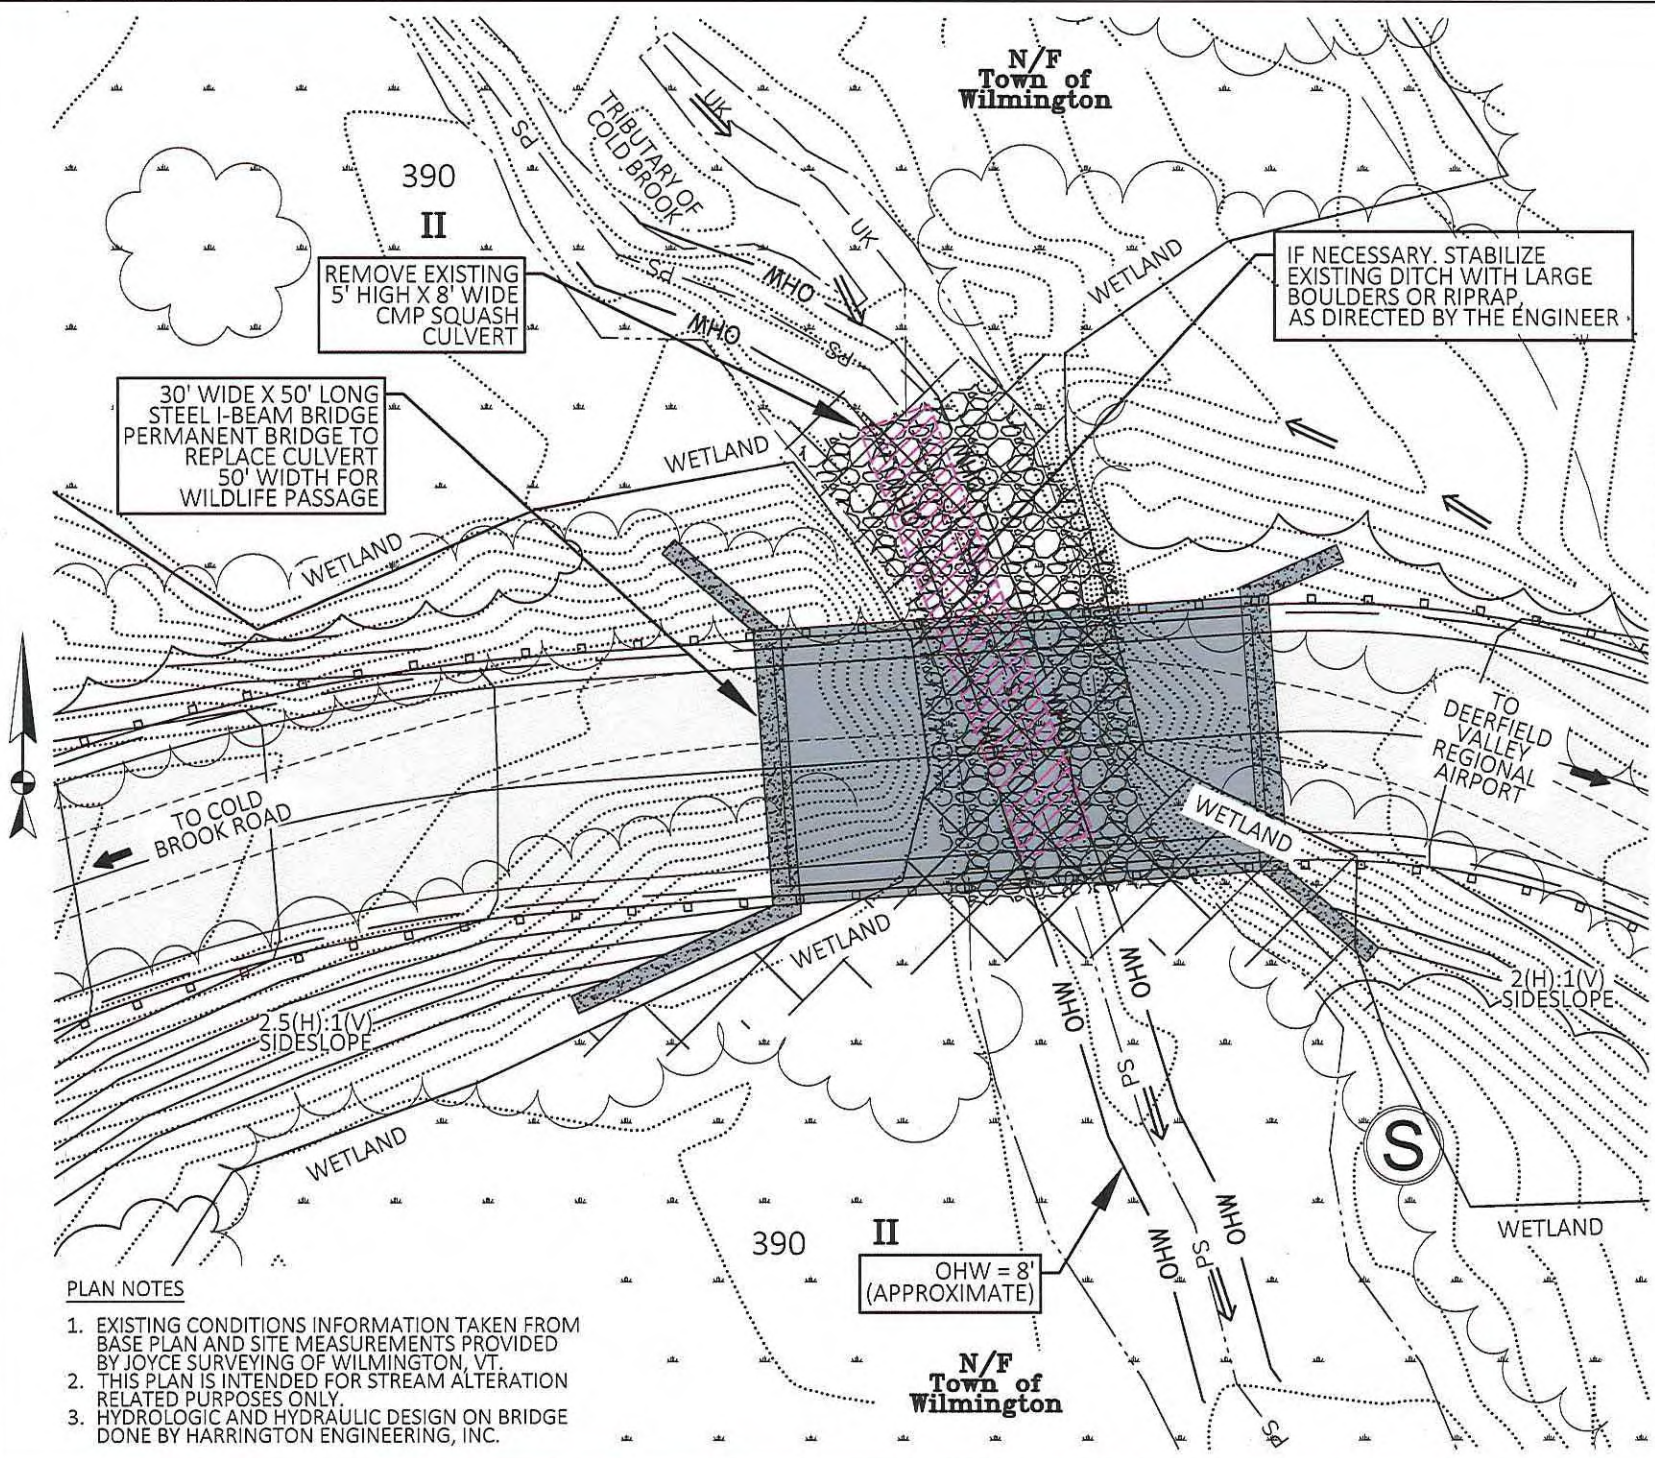 N/F
Town of
Wilmington
UK
PS
TRIBUTARY OF
COLD BROOK
390
II
UK
REMOVE EXISTING
5' HIGH X 8' WIDE
CMP SQUASH
CULVERT
PS
OHW
OHW
PS
WETLAND
IF NECESSARY. STABILIZE
EXISTING DITCH WITH LARGE
BOULDERS OR RIPRAP,
AS DIRECTED BY THE ENGINEER
30' WIDE X 50' LONG
STEEL I-BEAM BRIDGE
PERMANENT BRIDGE TO
REPLACE CULVERT
50' WIDTH FOR
WILDLIFE PASSAGE
WETLAND
OHW
OHW
WETLAND
TO
DEERFIELD
VALLEY
REGIONAL
AIRPORT
TO COLD
BROOK ROAD
WETLAND
WETLAND
OHW
OHW
2.5(H):1(V)
SIDESLOPE
2(H):1(V)
SIDESLOPE
PS
WETLAND
S
WETLAND
390
II
OHW
OHW
PS
OHW = 8'
(APPROXIMATE)
N/F
Town of
Wilmington
PS
PLAN NOTES
1. EXISTING CONDITIONS INFORMATION TAKEN FROM
BASE PLAN AND SITE MEASUREMENTS PROVIDED
BY JOYCE SURVEYING OF WILMINGTON, VT.
2. THIS PLAN IS INTENDED FOR STREAM ALTERATION
RELATED PURPOSES ONLY.
3. HYDROLOGIC AND HYDRAULIC DESIGN ON BRIDGE
DONE BY HARRINGTON ENGINEERING, INC.